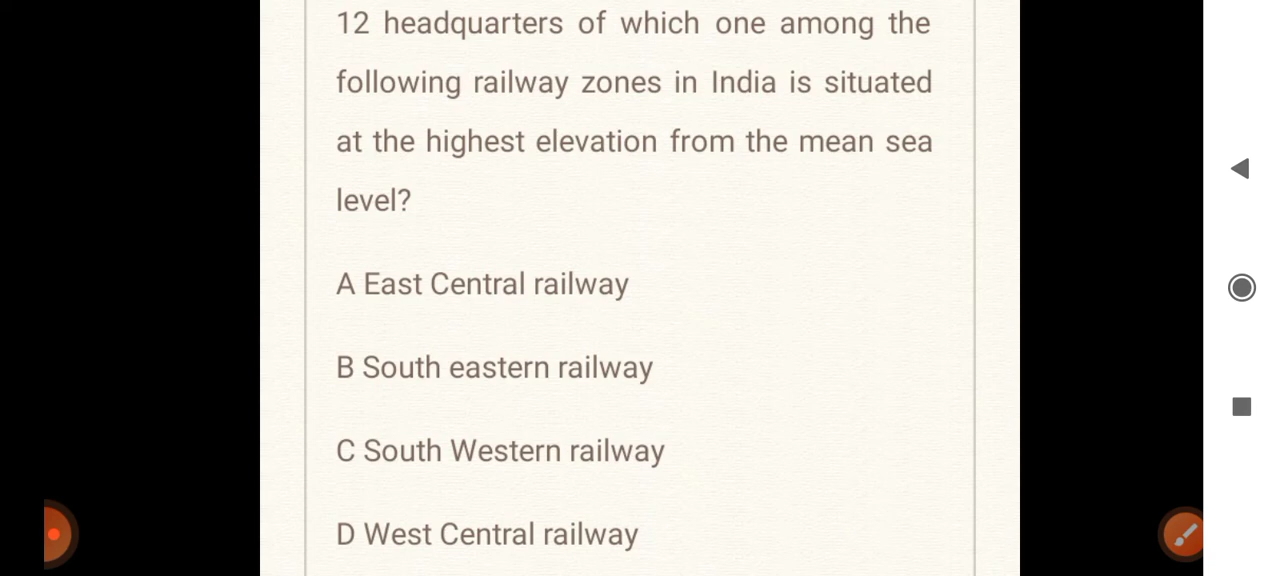 12 headquarters of which one among the
following railway zones in India is situated
at the highest elevation from the mean sea
level?
A East Central railway
B South eastern railway
C South Western railway
D West Central railway